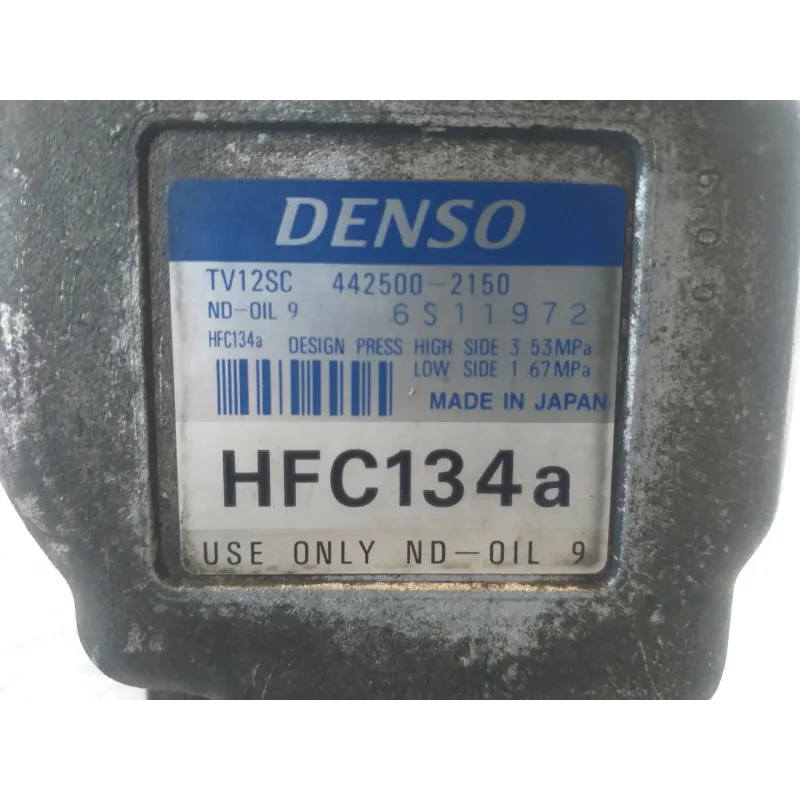 DENSO
TV12SC 442500-2150
ND-OIL 9 6S11972
HFC134a DESIGN PRESS HIGH SIDE 3.53MPa
LOW SIDE 1.67MPa
MADE IN JAPAN
HFC134a
USE ONLY ND-OIL 9